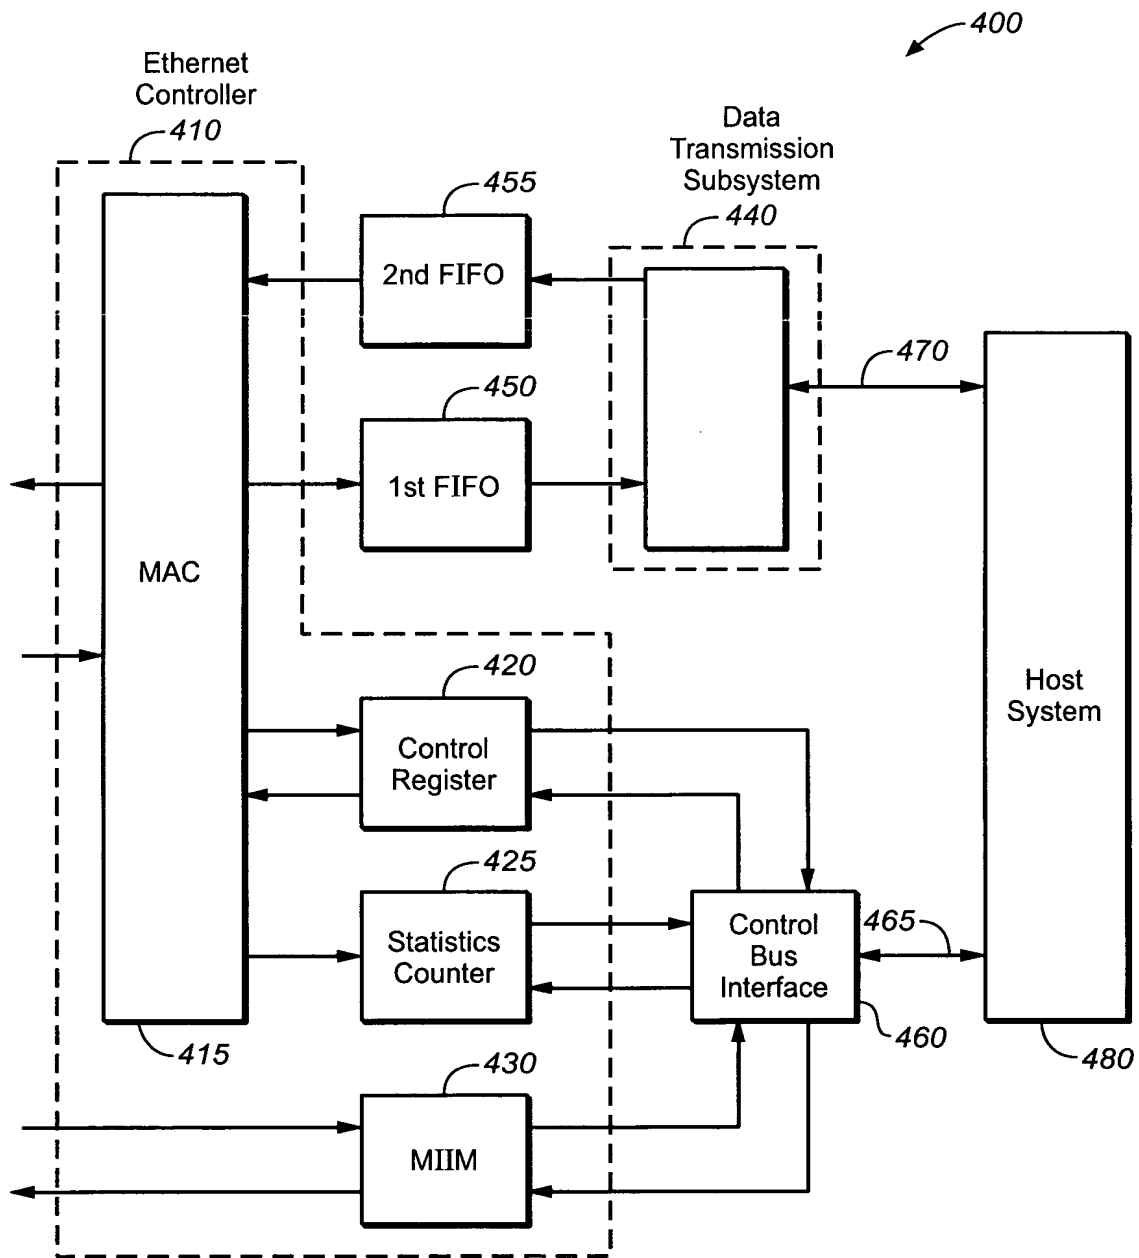 400
Ethernet
Controller
410
Data
Transmission
Subsystem
440
455
2nd FIFO
470
450
1st FIFO
MAC
420
Control
Register
Host
System
425
Statistics
Counter
Control
Bus
Interface
465
460
415
480
430
MIIM